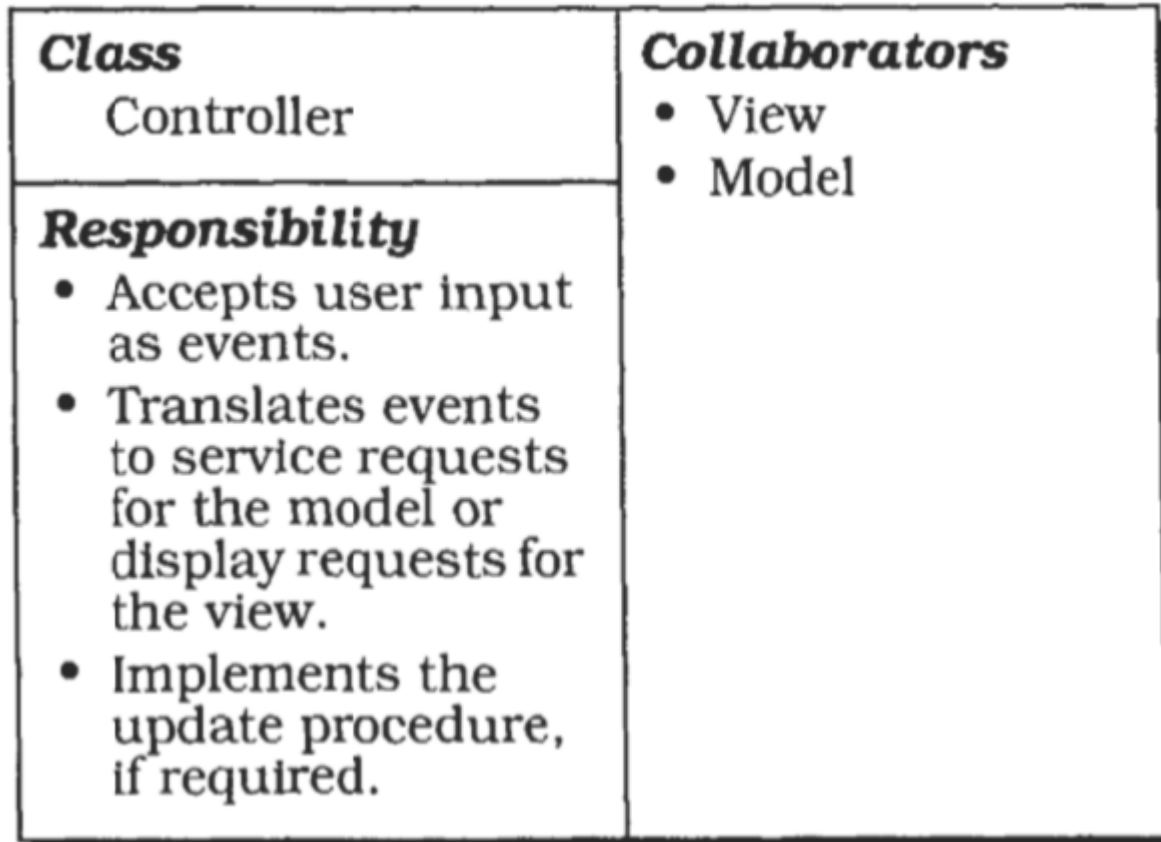 Class
Controller
Responsibility
• Accepts user input
as events.
• Translates events
to service requests
for the model or
display requests for
the view.
• Implements the
update procedure,
if required.
Collaborators
• View
• Model